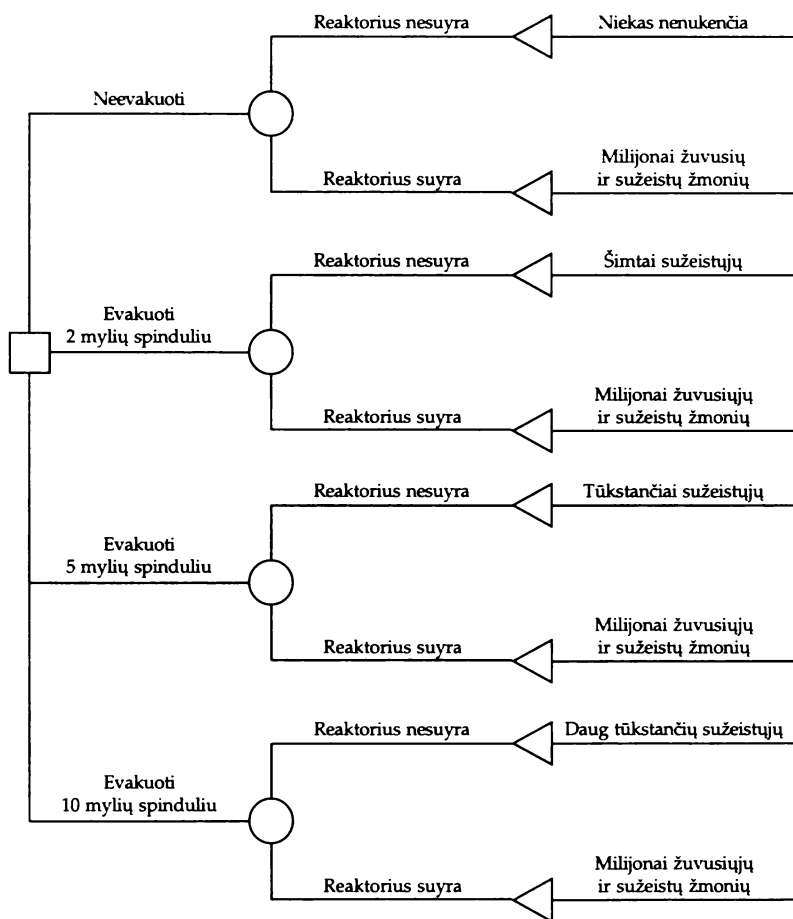 Reaktorius nesuyra
Niekas nenukenčia
Neevakuoti
Reaktorius suyra
Milijonai žuvusių
ir sužeistų žmonių
Reaktorius nesuyra
Šimtai sužeistųjų
Evakuoti
2 mylių spinduliu
Reaktorius suyra
Milijonai žuvusiųjų
ir sužeistų žmonių
Reaktorius nesuyra
Tūkstančiai sužeistųjų
Evakuoti
5 mylių spinduliu
Reaktorius suyra
Milijonai žuvusiųjų
ir sužeistų žmonių
Reaktorius nesuyra
Daug tūkstančių sužeistųjų
Evakuoti
10 mylių spinduliu
Reaktorius suyra
Milijonai žuvusiųjų
ir sužeistų žmonių